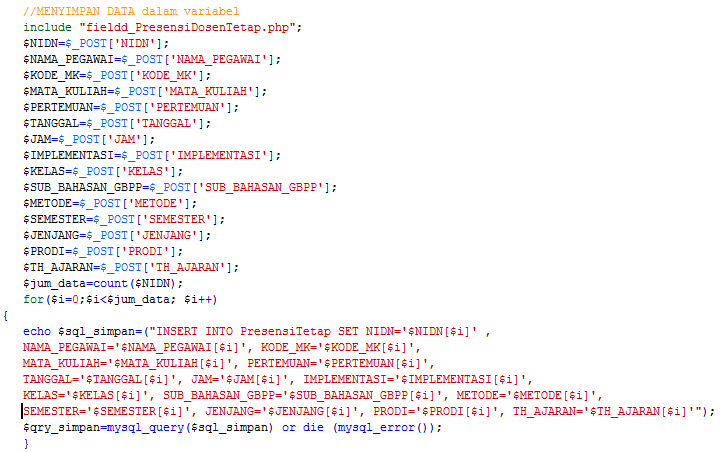 //MENYIMPAN DATA dalam variabel
include "fieldd_PresensiDosenTetap.php";
$NIDN=$_POST['NIDN'];
$NAMA_PEGAWAI=$_POST['NAMA_PEGAWAI'];
$KODE_MK=$_POST['KODE_MK'];
$MATA_KULIAH=$_POST['MATA_KULIAH'];
$PERTEMUAN=$_POST['PERTEMUAN'];
$TANGGAL=$_POST['TANGGAL'];
$JAM=$_POST['JAM'];
$IMPLEMENTASI=$_POST['IMPLEMENTASI'];
$KELAS=$_POST['KELAS'];
$SUB_BAHASAN_GBPP=$_POST['SUB_BAHASAN_GBPP'];
$METODE=$_POST['METODE'];
$SEMESTER=$_POST['SEMESTER'];
$JENJANG=$_POST['JENJANG'];
$PRODI=$_POST['PRODI'];
$TH_AJARAN=$_POST['TH_AJARAN'];
$jum_data=count($NIDN);
for($i=0;$i<$jum_data; $i++)
{
echo $sql_simpan=("INSERT INTO PresensiTetap SET NIDN='$NIDN[$i]' ,
NAMA_PEGAWAI='$NAMA_PEGAWAI[$i]', KODE_MK='$KODE_MK[$i]',
MATA_KULIAH='$MATA_KULIAH[$i]', PERTEMUAN='$PERTEMUAN[$i]',
TANGGAL='$TANGGAL[$i]', JAM='$JAM[$i]', IMPLEMENTASI='$IMPLEMENTASI[$i]',
KELAS='$KELAS[$i]', SUB_BAHASAN_GBPP='$SUB_BAHASAN_GBPP[$i]', METODE='$METODE[$i]',
SEMESTER='$SEMESTER[$i]', JENJANG='$JENJANG[$i]', PRODI='$PRODI[$i]', TH_AJARAN='$TH_AJARAN[$i]'");
$qry_simpan=mysql_query($sql_simpan) or die (mysql_error());
}